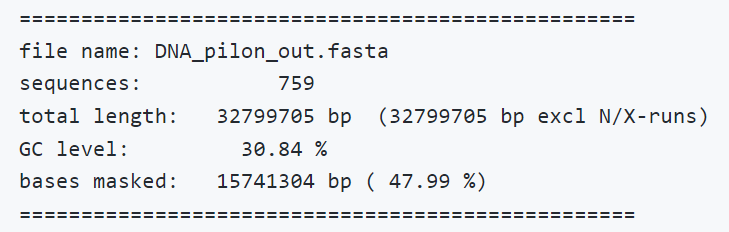 ==================================================
file name: DNA_pilon_out.fasta
sequences:           759
total length:   32799705 bp  (32799705 bp excl N/X-runs)
GC level:         30.84 %
bases masked:   15741304 bp ( 47.99 %)
==================================================